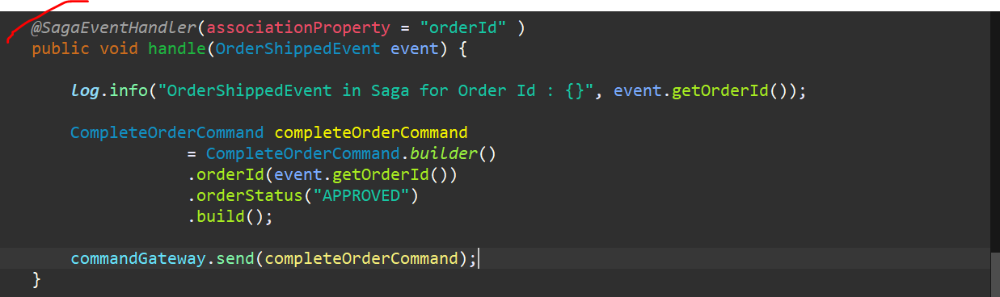 @SagaEventHandler(associationProperty = "orderId" )
public void handle(OrderShippedEvent event) {
log.info("OrderShippedEvent in Saga for Order Id : {}", event.getOrderId());
CompleteOrderCommand completeOrderCommand
= CompleteOrderCommand.builder()
.orderId(event.getOrderId())
.orderStatus("APPROVED")
.build();
commandGateway.send(completeOrderCommand);
}